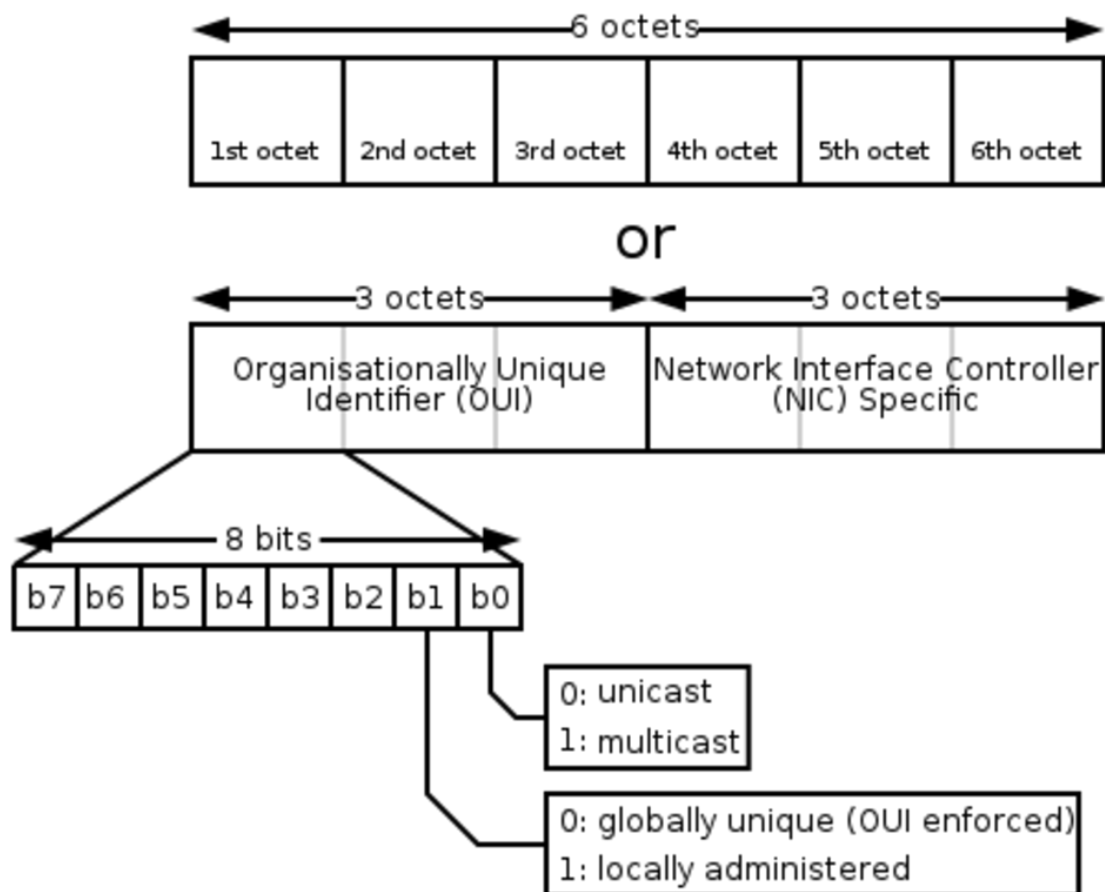 6 octets
1st octet 2nd octet 3rd octet 4th octet 5th octet 6th octet
or
3 octets 3 octets
Organisationally Unique
Identifier (OUI)
Network Interface Controller
(NIC) Specific
8 bits
b7 b6 b5 b4 b3 b2 b1 b0
0: unicast
1: multicast
0: globally unique (OUI enforced)
1: locally administered